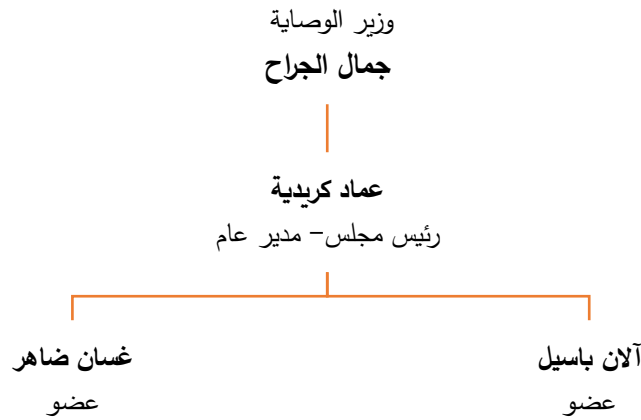 وزير الوصاية
جمال الجراح
عماد كريدية
رئيس مجلس– مدير عام
آلان باسيل
عضو
غسان ضاهر
عضو